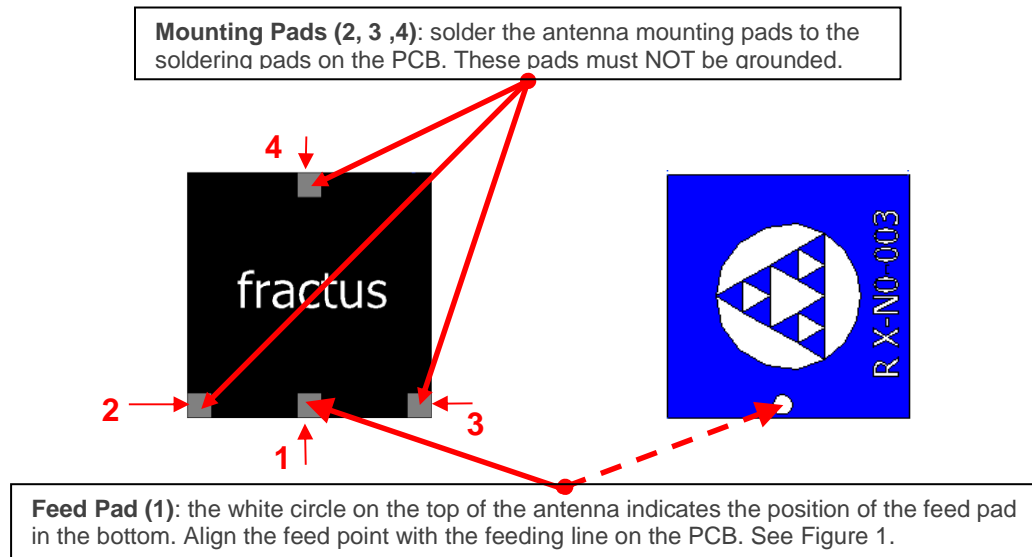 Mounting Pads (2, 3 ,4): solder the antenna mounting pads to the
soldering pads on the PCB. These pads must NOT be grounded.
4
fractus
R X-N0-003
2
3
1
Feed Pad (1): the white circle on the top of the antenna indicates the position of the feed pad
in the bottom. Align the feed point with the feeding line on the PCB. See Figure 1.